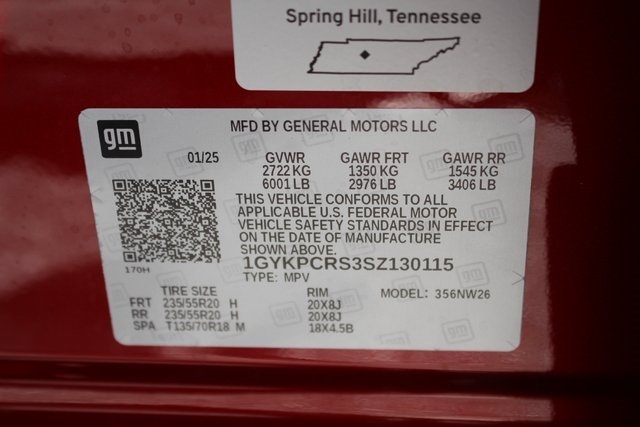 Spring Hill, Tennessee
gm
MFD BY GENERAL MOTORS LLC
01/25 GVWR GAWR FRT GAWR RR
2722 KG 1350 KG 1545 KG
6001 LB 2976 LB 3406 LB
THIS VEHICLE CONFORMS TO ALL
APPLICABLE U.S. FEDERAL MOTOR
VEHICLE SAFETY STANDARDS IN EFFECT
ON THE DATE OF MANUFACTURE
SHOWN ABOVE.
170H
1GYKPCRS3SZ130115
TYPE: MPV
TIRE SIZE RIM MODEL: 356NW26
FRT 235/55R20 H 20X8J
RR 235/55R20 H 20X8J
SPA T135/70R18 M 18X4.5B